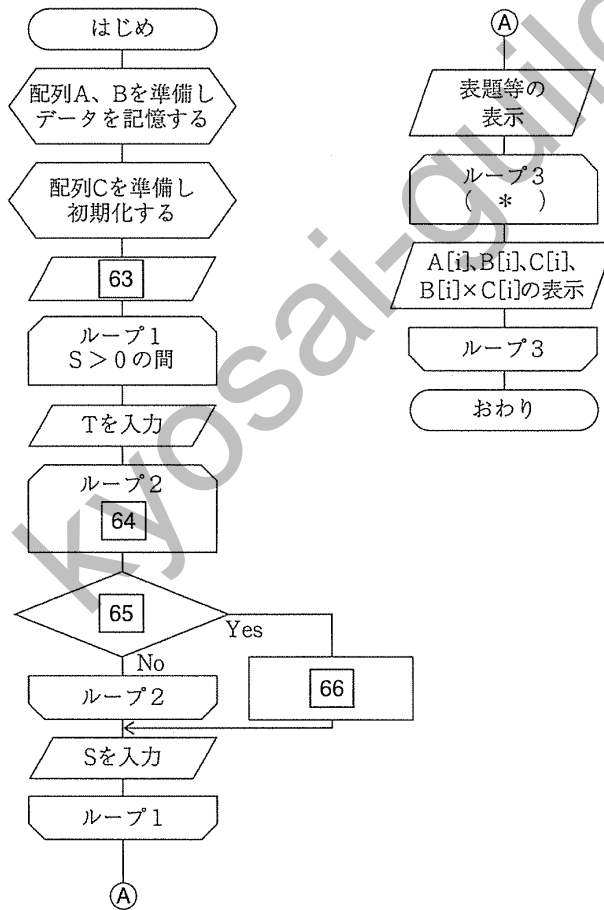 はじめ
配列A、Bを準備し
データを記憶する
配列Cを準備し
初期化する
63
ループ1
S>0の間
Tを入力
ループ2
64
65
Yes
No
66
ループ2
Sを入力
ループ1
A
A
表題等の
表示
ループ3
( * )
A[i]、B[i]、C[i]、
B[i]×C[i]の表示
ループ3
おわり
kyosai-guild